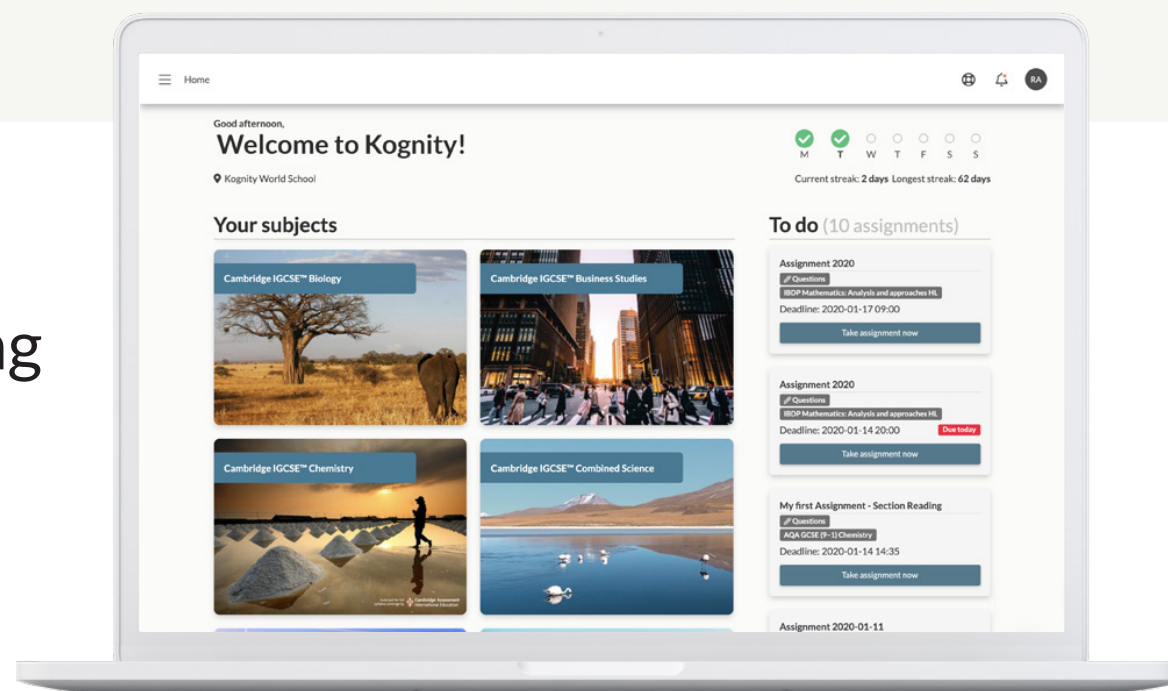 ng
Home
RA
Good afternoon,
Welcome to Kognity!
Kognity World School
M T W T F S S
Current streak: 2 days Longest streak: 62 days
Your subjects
Cambridge IGCSE™ Biology
Cambridge IGCSE™ Business Studies
Cambridge IGCSE™ Chemistry
Cambridge Assessment
International Education
Cambridge IGCSE™ Combined Science
To do (10 assignments)
Assignment 2020
Questions
IBDP Mathematics: Analysis and approaches HL
Deadline: 2020-01-17 09:00
Take assignment now
Assignment 2020
Questions
IBDP Mathematics: Analysis and approaches HL
Deadline: 2020-01-14 20:00 Due today
Take assignment now
My first Assignment - Section Reading
Questions
AQA GCSE (9-1) Chemistry
Deadline: 2020-01-14 14:35
Take assignment now
Assignment 2020-01-11